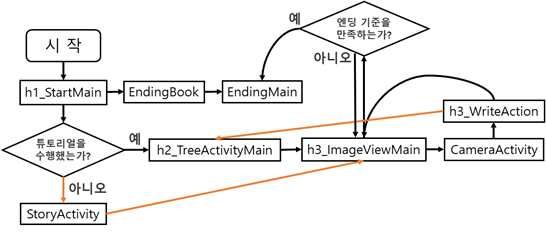 시 작
h1_StartMain
EndingBook
EndingMain
예
엔딩 기준을
만족하는가?
아니오
튜토리얼을
수행했는가?
예
아니오
h2_TreeActivityMain
h3_ImageViewMain
CameraActivity
h3_WriteAction
StoryActivity